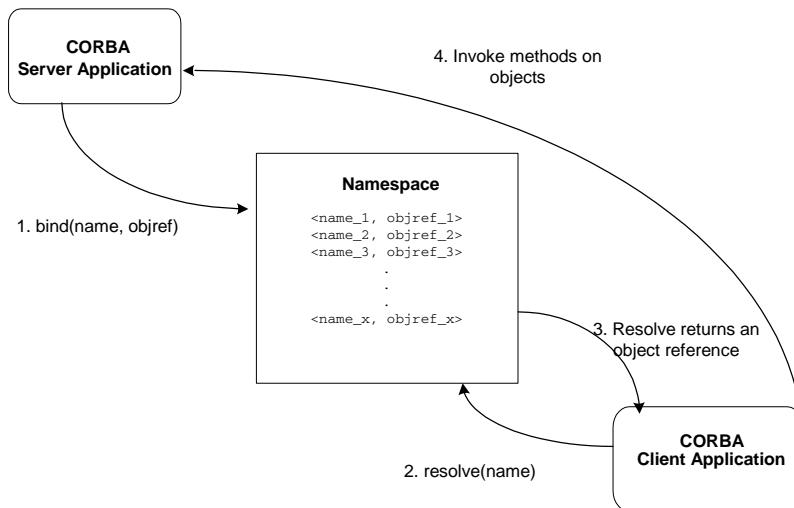 CORBA
Server Application
4. Invoke methods on
objects
Namespace
<name_1, objref_1>
<name_2, objref_2>
<name_3, objref_3>
.
.
.
<name_x, objref_x>
1. bind(name, objref)
3. Resolve returns an
object reference
2. resolve(name)
CORBA
Client Application